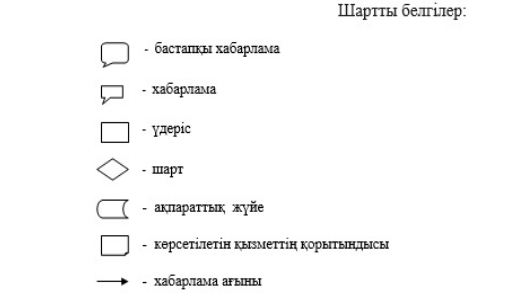 Шартты белгілер:
- бастапқы хабарлама
- хабарлама
- үдеріс
- шарт
- ақпараттық жүйе
- көрсетілетін қызметтің қорытындысы
- хабарлама ағыны